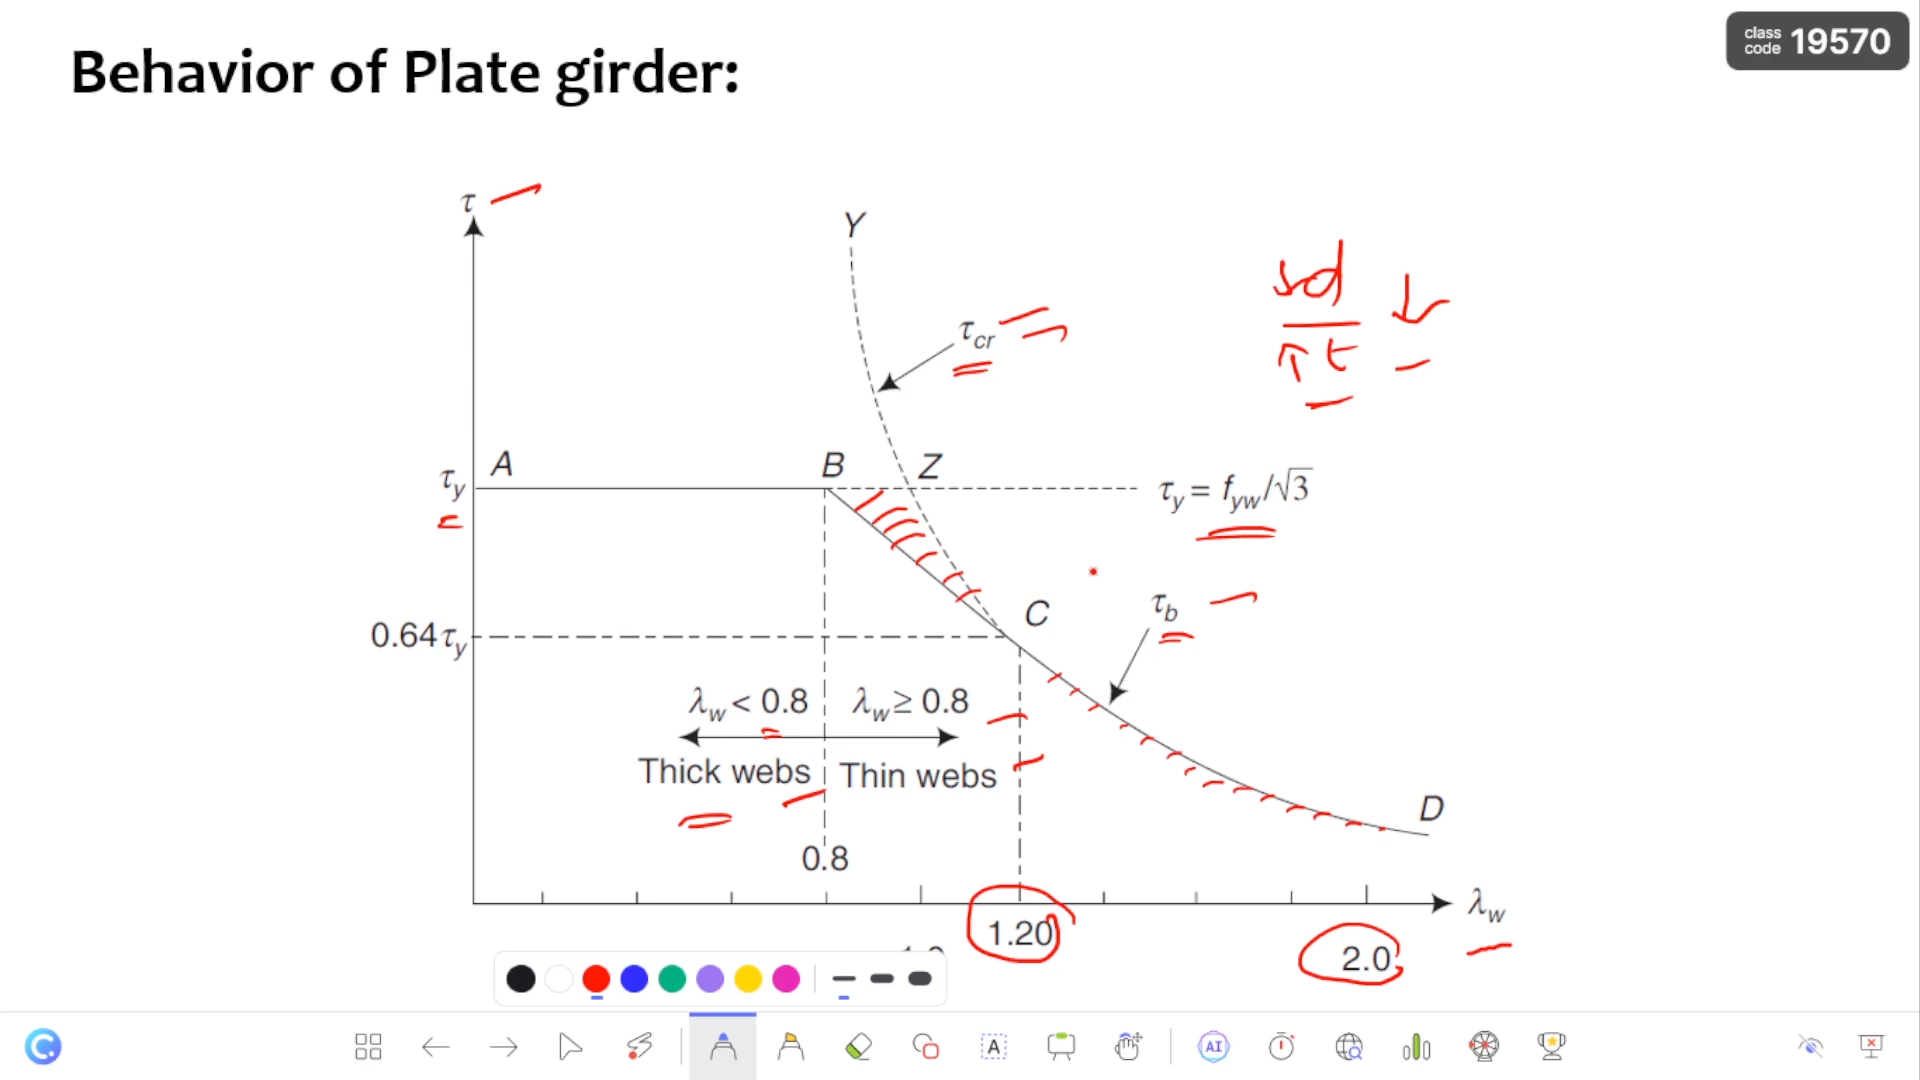 Behavior of Plate girder:
class code 19570
τ
Y
τcr
A
B
Z
τy
τy = fyw/√3
C
τb
0.64τy
λw < 0.8
λw ≥ 0.8
Thick webs
Thin webs
D
0.8
λw
1.20
2.0
A
AI